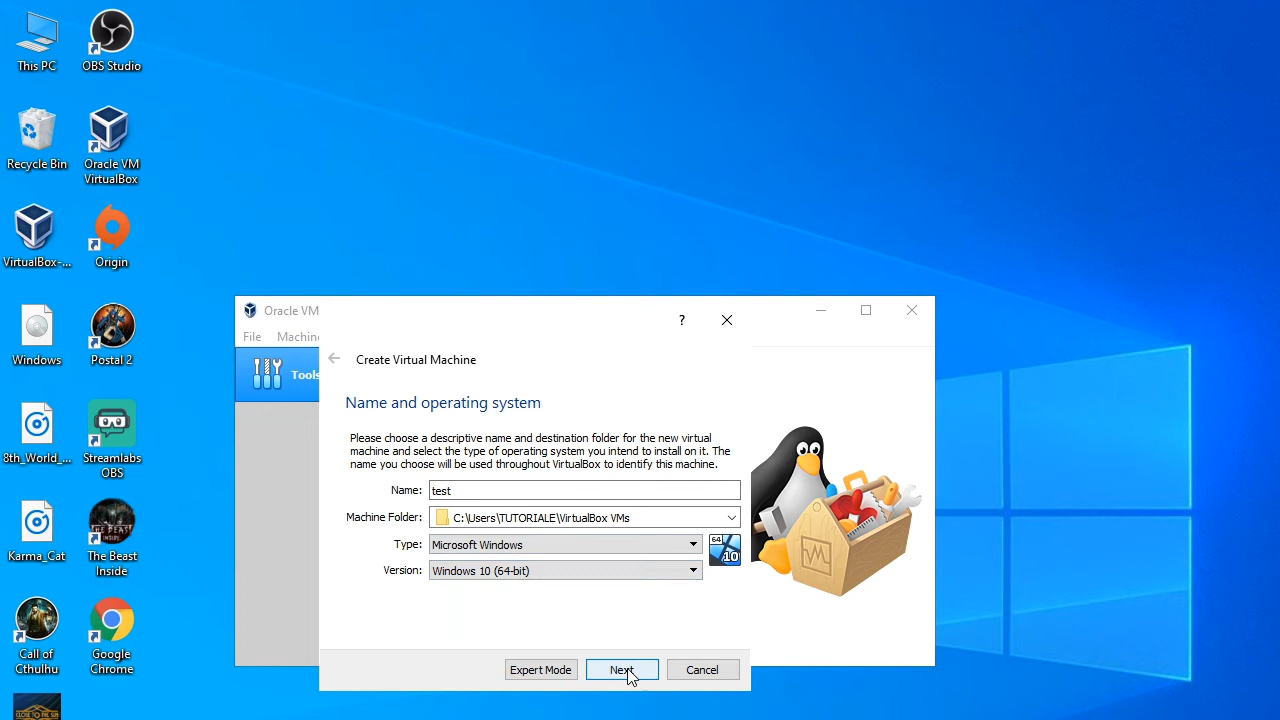 This PC
OBS Studio
Recycle Bin
Oracle VM
VirtualBox
VirtualBox-...
Origin
Windows
Postal 2
8th_World_...
Streamlabs
OBS
Karma_Cat
The Beast
Inside
Call of
Cthulhu
Google
Chrome
CLOSE TO THE SUN
Oracle VM
File
Machine
Tools
?
Create Virtual Machine
Name and operating system
Please choose a descriptive name and destination folder for the new virtual
machine and select the type of operating system you intend to install on it. The
name you choose will be used throughout VirtualBox to identify this machine.
Name: test
Machine Folder: C:\Users\TUTORIALE\VirtualBox VMs
Type: Microsoft Windows
64
10
Version: Windows 10 (64-bit)
Expert Mode
Next
Cancel